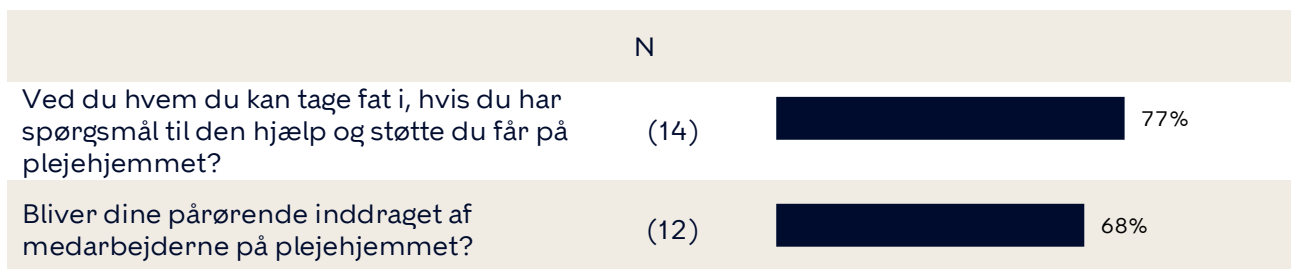 N
Ved du hvem du kan tage fat i, hvis du har
spørgsmål til den hjælp og støtte du får på
plejehjemmet?
(14)
77%
Bliver dine pårørende inddraget af
medarbejderne på plejehjemmet?
(12)
68%